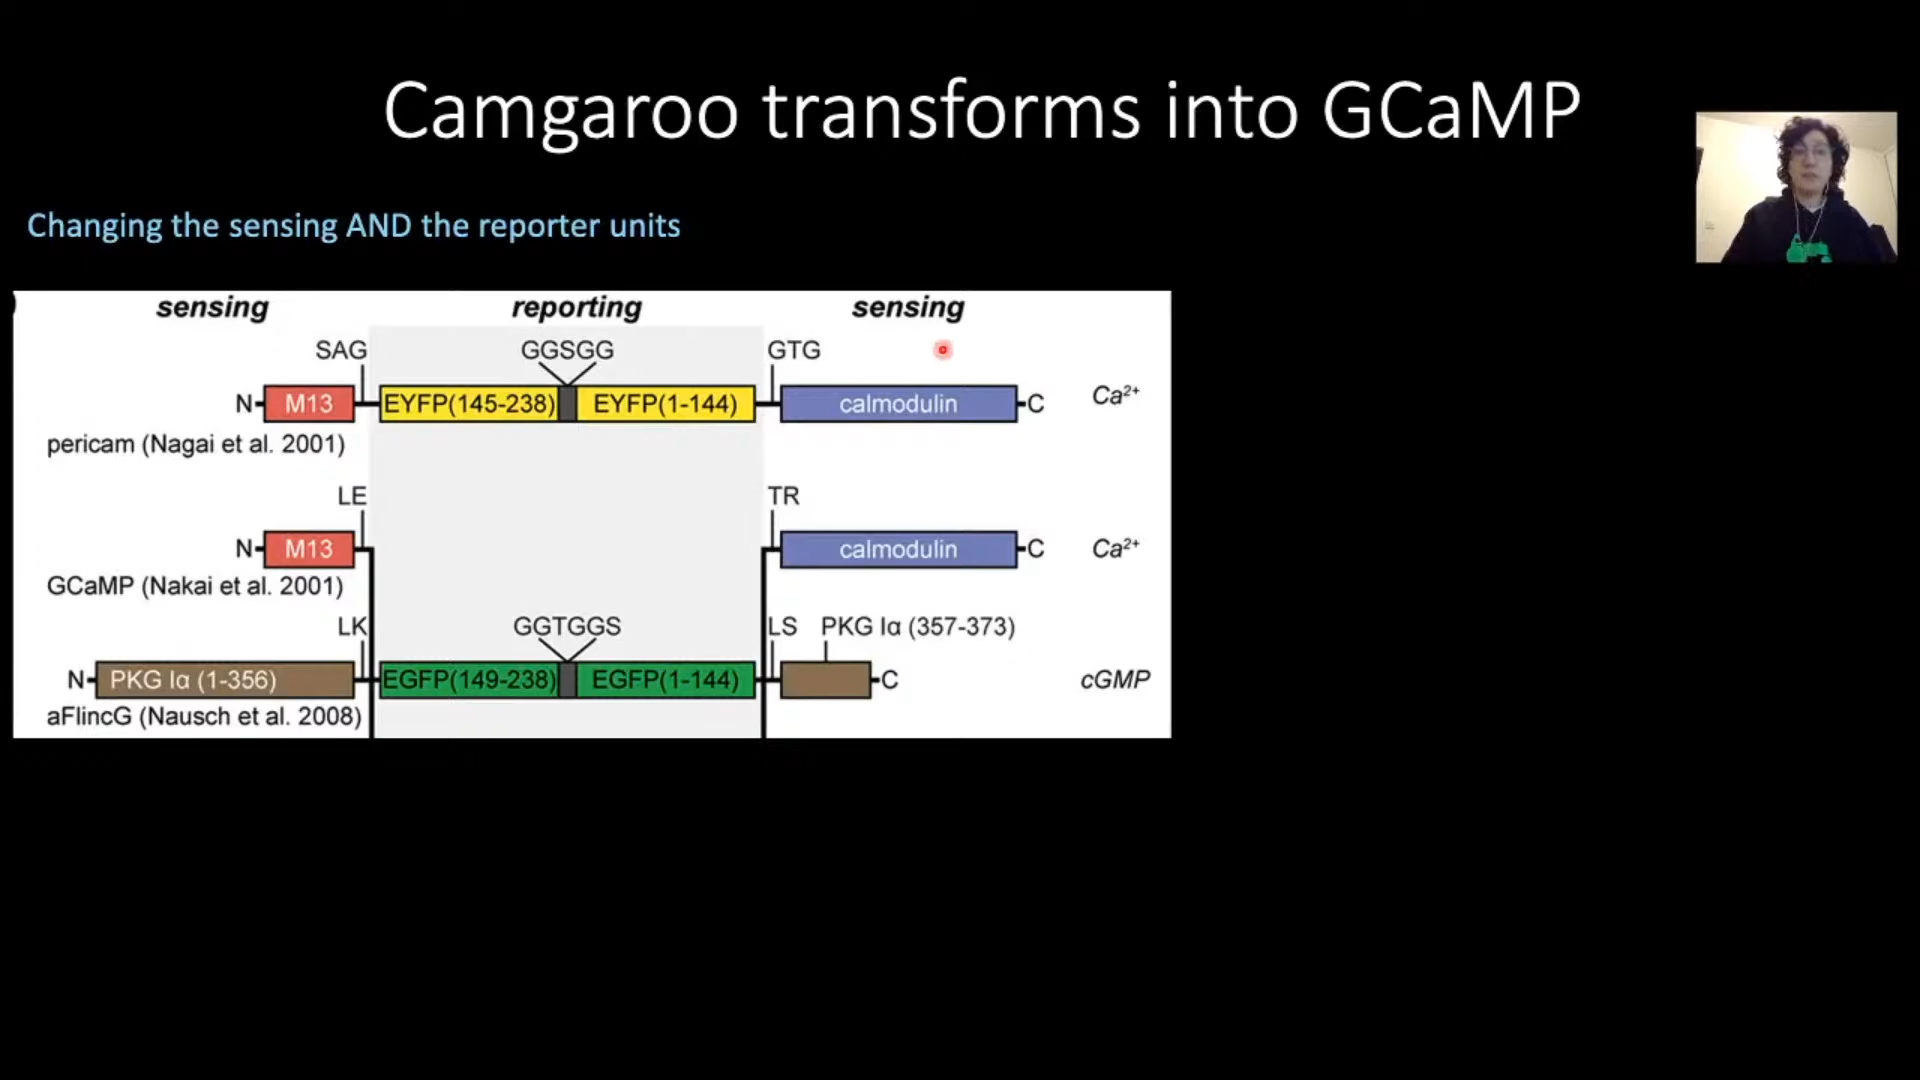 Camgaroo transforms into GCaMP
Changing the sensing AND the reporter units
sensing reporting sensing
SAG GGSGG GTG
N M13 EYFP(145-238) EYFP(1-144) calmodulin C Ca²⁺
pericam (Nagai et al. 2001)
LE TR
N M13 calmodulin C Ca²⁺
GCaMP (Nakai et al. 2001)
LK GGTGGS LS PKG Iα (357-373)
N PKG Iα (1-356) EGFP(149-238) EGFP(1-144) C cGMP
aFlincG (Nausch et al. 2008)